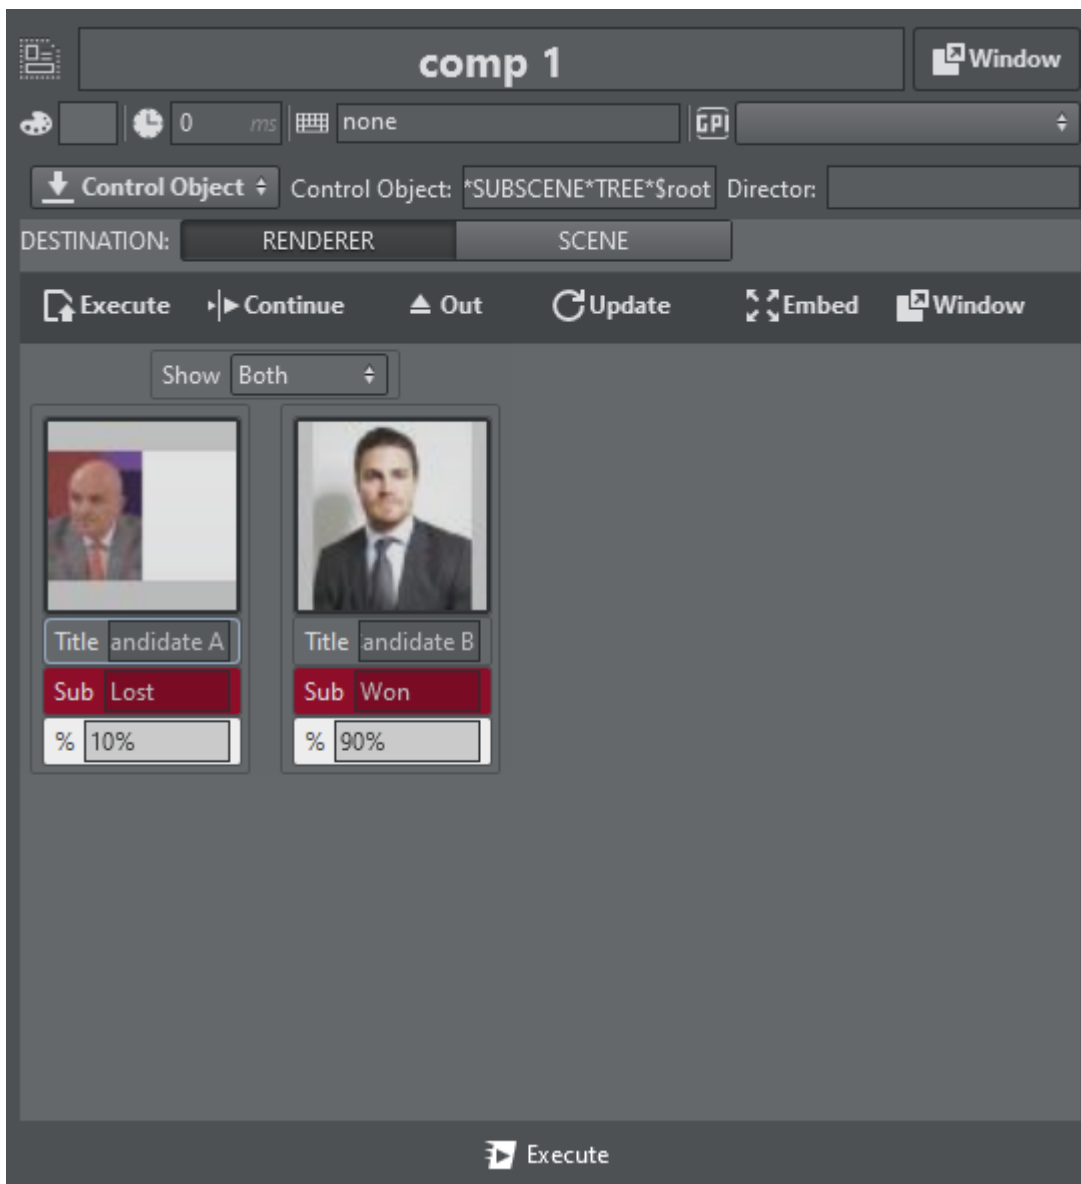 comp 1
Window
0 ms none GPI
Control Object Control Object: *SUBSCENE*TREE*$root Director:
DESTINATION: RENDERER SCENE
Execute Continue Out Update Embed Window
Show Both
Title andidate A Title andidate B
Sub Lost Sub Won
% 10% % 90%
Execute